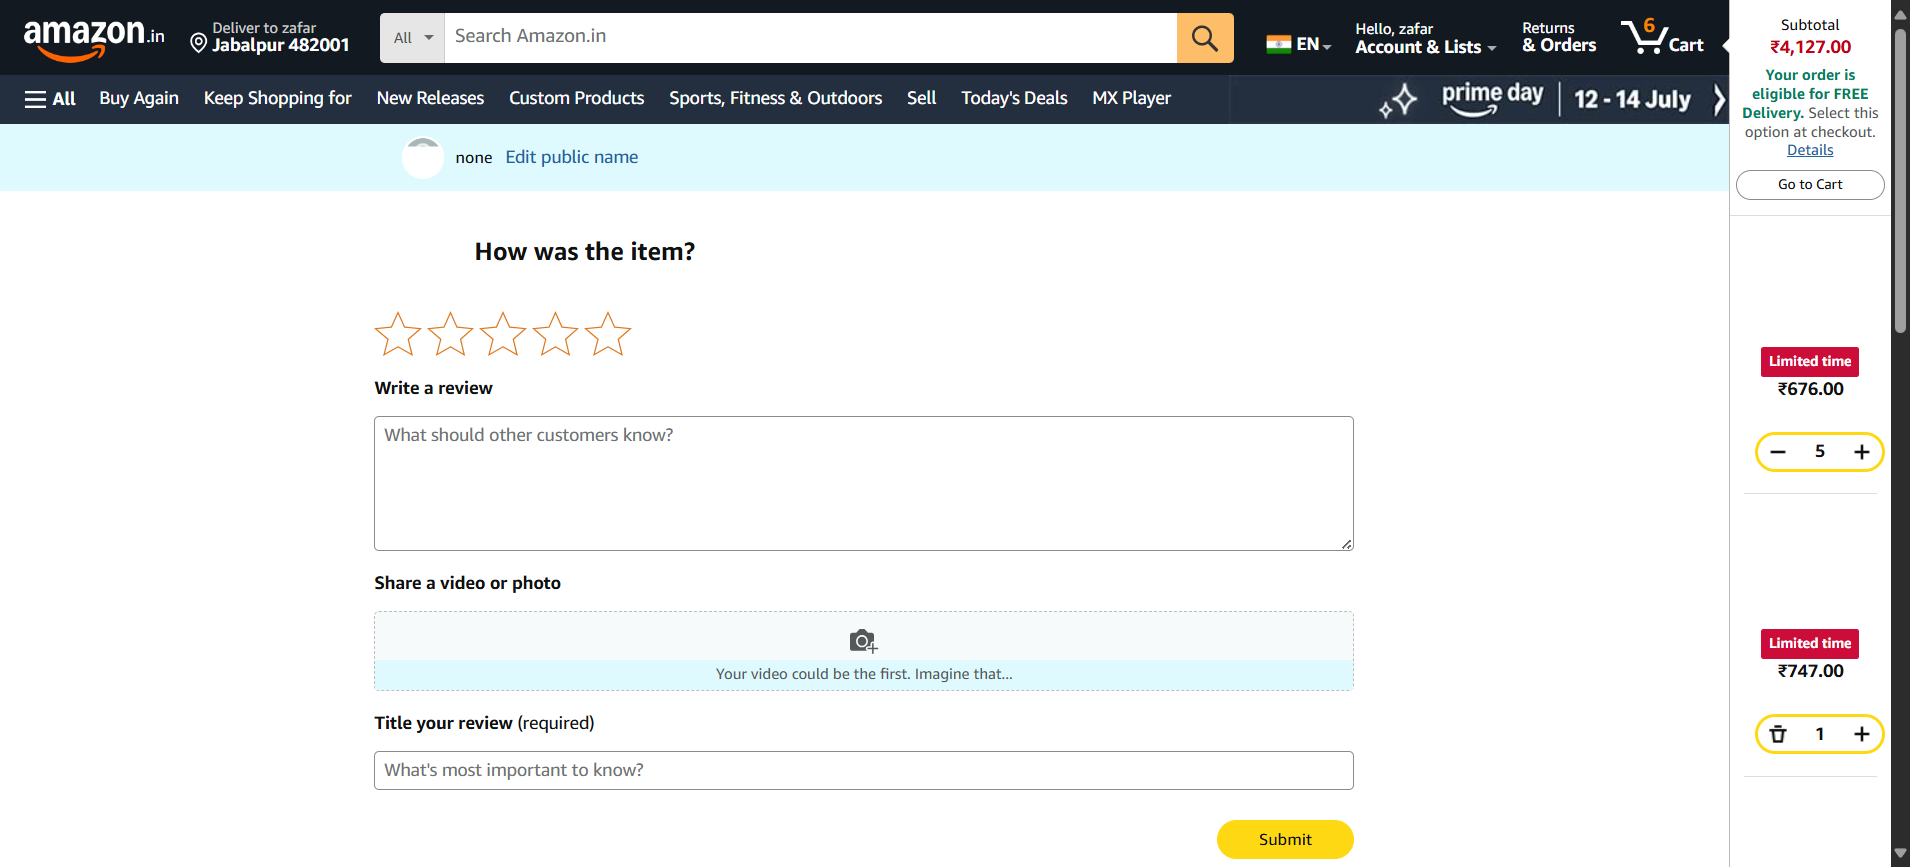 amazon.in
Deliver to zafar
Jabalpur 482001
All
Search Amazon.in
EN
Hello, zafar
Account & Lists
Returns
& Orders
6
Cart
All
Buy Again
Keep Shopping for
New Releases
Custom Products
Sports, Fitness & Outdoors
Sell
Today's Deals
MX Player
prime day
12 - 14 July
none
Edit public name
How was the item?
Write a review
What should other customers know?
Share a video or photo
Your video could be the first. Imagine that...
Title your review (required)
What's most important to know?
Submit
Subtotal
₹4,127.00
Your order is
eligible for FREE
Delivery. Select this
option at checkout.
Details
Go to Cart
Limited time
₹676.00
5
Limited time
₹747.00
1